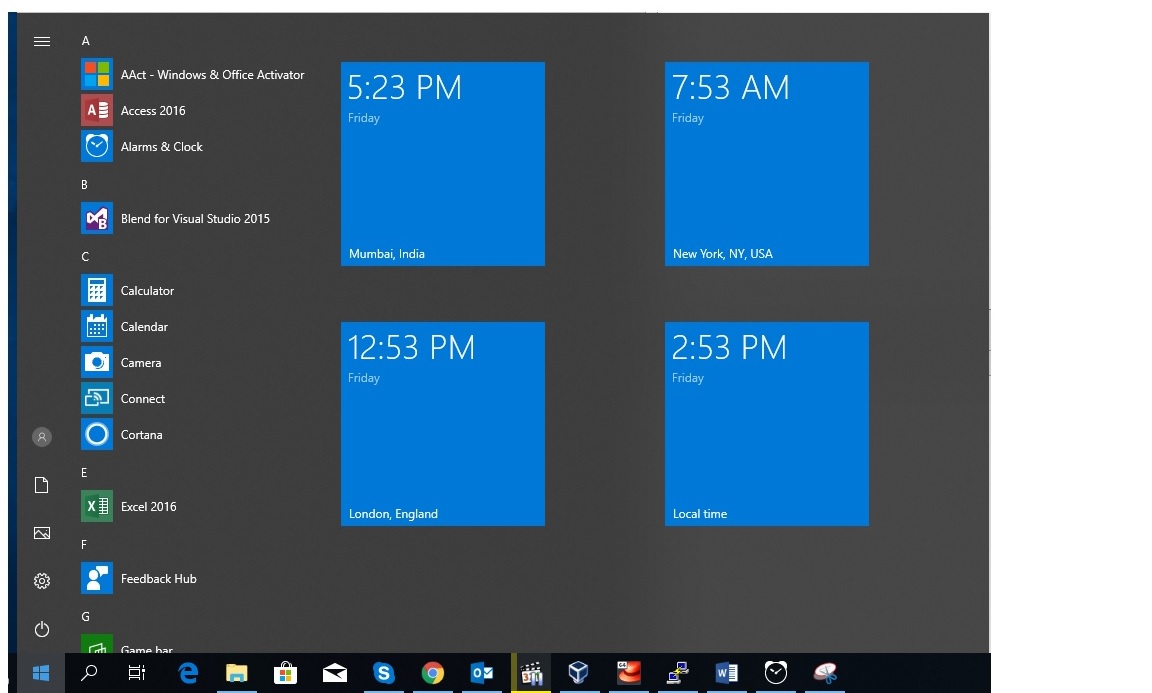 A
AAct - Windows & Office Activator
Access 2016
Alarms & Clock
B
Blend for Visual Studio 2015
C
Calculator
Calendar
Camera
Connect
Cortana
E
Excel 2016
F
Feedback Hub
G
Game bar
5:23 PM
Friday
Mumbai, India
7:53 AM
Friday
New York, NY, USA
12:53 PM
Friday
London, England
2:53 PM
Friday
Local time